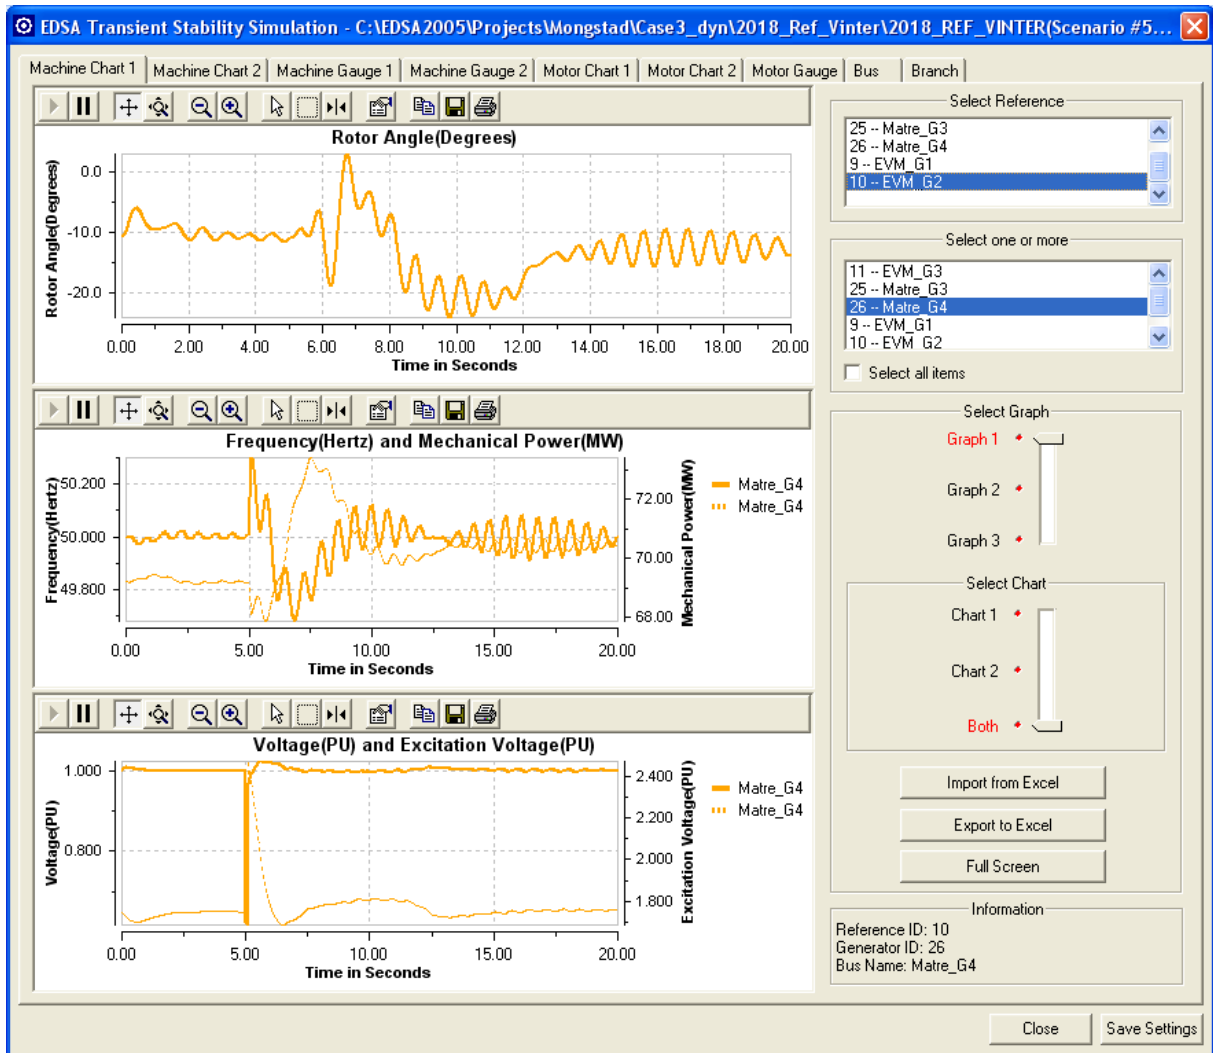 EDSA Transient Stability Simulation - C:\EDSA2005\Projects\Mongstad\Case3_dyn\2018_Ref_Vinter\2018_REF_VINTER(Scenario #5...
Machine Chart 1 Machine Chart 2 Machine Gauge 1 Machine Gauge 2 Motor Chart 1 Motor Chart 2 Motor Gauge Bus Branch
Rotor Angle(Degrees)
Rotor Angle(Degrees)
0.0
-10.0
-20.0
0.00 2.00 4.00 6.00 8.00 10.00 12.00 14.00 16.00 18.00 20.00
Time in Seconds
Frequency(Hertz) and Mechanical Power(MW)
Frequency(Hertz)
50.200
50.000
49.800
Mechanical Power(MW)
72.00
70.00
68.00
Matre_G4
Matre_G4
0.00 5.00 10.00 15.00 20.00
Time in Seconds
Voltage(PU) and Excitation Voltage(PU)
Voltage(PU)
1.000
0.800
Excitation Voltage(PU)
2.400
2.200
2.000
1.800
Matre_G4
Matre_G4
0.00 5.00 10.00 15.00 20.00
Time in Seconds
Select Reference
25 -- Matre_G3
26 -- Matre_G4
9 -- EVM_G1
10 -- EVM_G2
Select one or more
11 -- EVM_G3
25 -- Matre_G3
26 -- Matre_G4
9 -- EVM_G1
10 -- EVM_G2
Select all items
Select Graph
Graph 1
Graph 2
Graph 3
Select Chart
Chart 1
Chart 2
Both
Import from Excel
Export to Excel
Full Screen
Information
Reference ID: 10
Generator ID: 26
Bus Name: Matre_G4
Close Save Settings